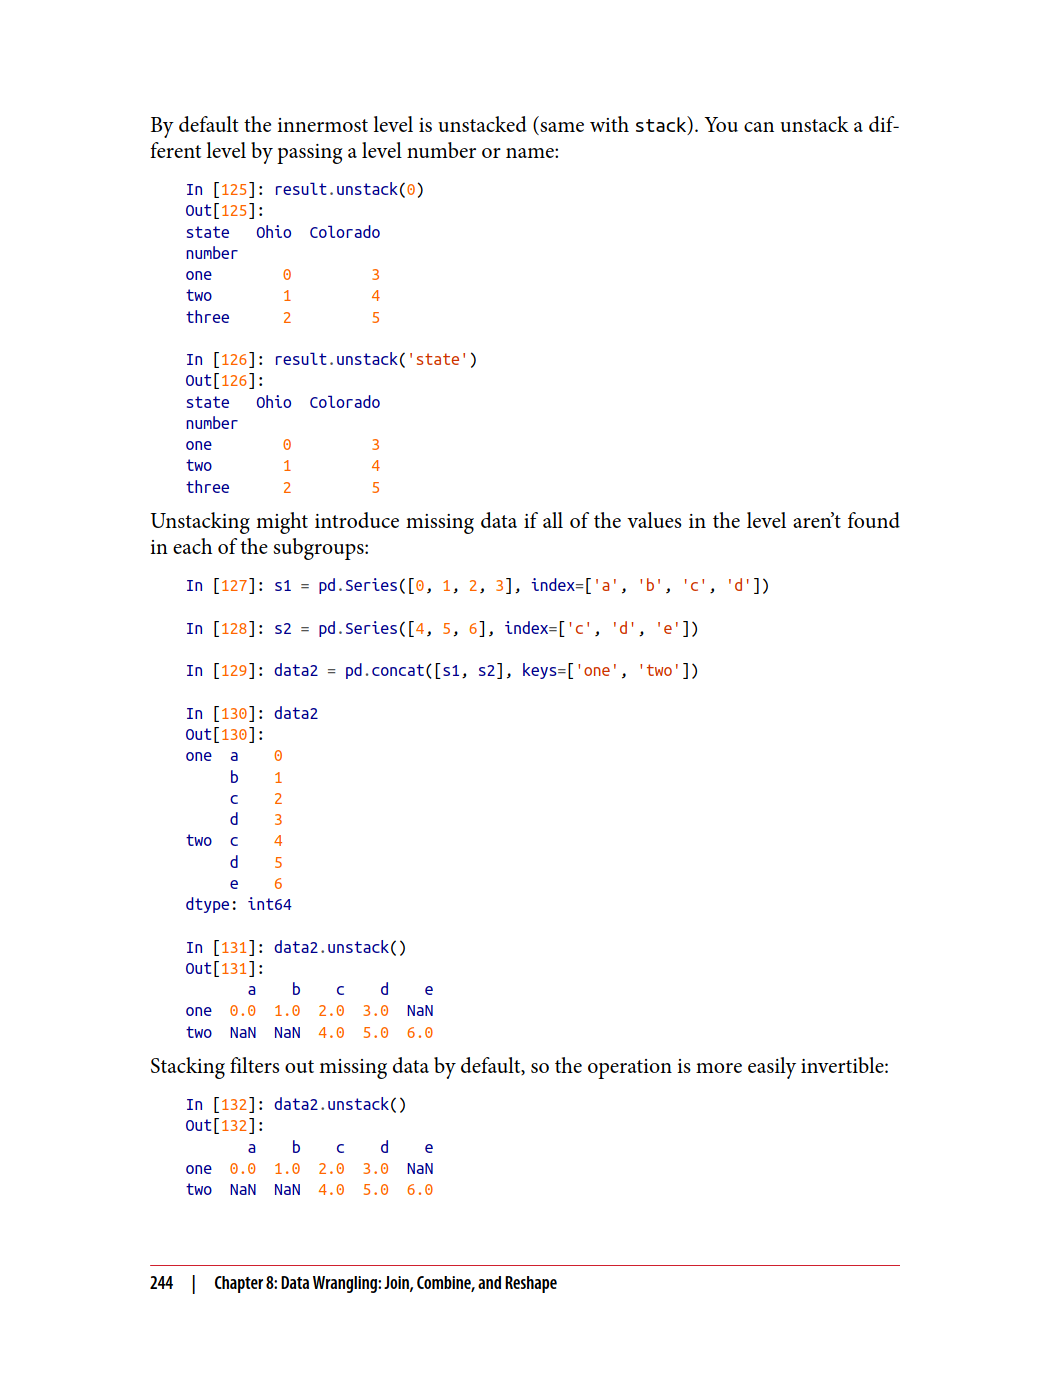 By default the innermost level is unstacked (same with stack). You can unstack a dif-
ferent level by passing a level number or name:
In [125]: result.unstack(0)
Out[125]:
state   Ohio  Colorado
number
one        0         3
two        1         4
three      2         5
In [126]: result.unstack('state')
Out[126]:
state   Ohio  Colorado
number
one        0         3
two        1         4
three      2         5
Unstacking might introduce missing data if all of the values in the level aren’t found
in each of the subgroups:
In [127]: s1 = pd.Series([0, 1, 2, 3], index=['a', 'b', 'c', 'd'])
In [128]: s2 = pd.Series([4, 5, 6], index=['c', 'd', 'e'])
In [129]: data2 = pd.concat([s1, s2], keys=['one', 'two'])
In [130]: data2
Out[130]:
one  a    0
     b    1
     c    2
     d    3
two  c    4
     d    5
     e    6
dtype: int64
In [131]: data2.unstack()
Out[131]:
       a    b    c    d    e
one  0.0  1.0  2.0  3.0  NaN
two  NaN  NaN  4.0  5.0  6.0
Stacking filters out missing data by default, so the operation is more easily invertible:
In [132]: data2.unstack()
Out[132]:
       a    b    c    d    e
one  0.0  1.0  2.0  3.0  NaN
two  NaN  NaN  4.0  5.0  6.0
244 | Chapter 8: Data Wrangling: Join, Combine, and Reshape